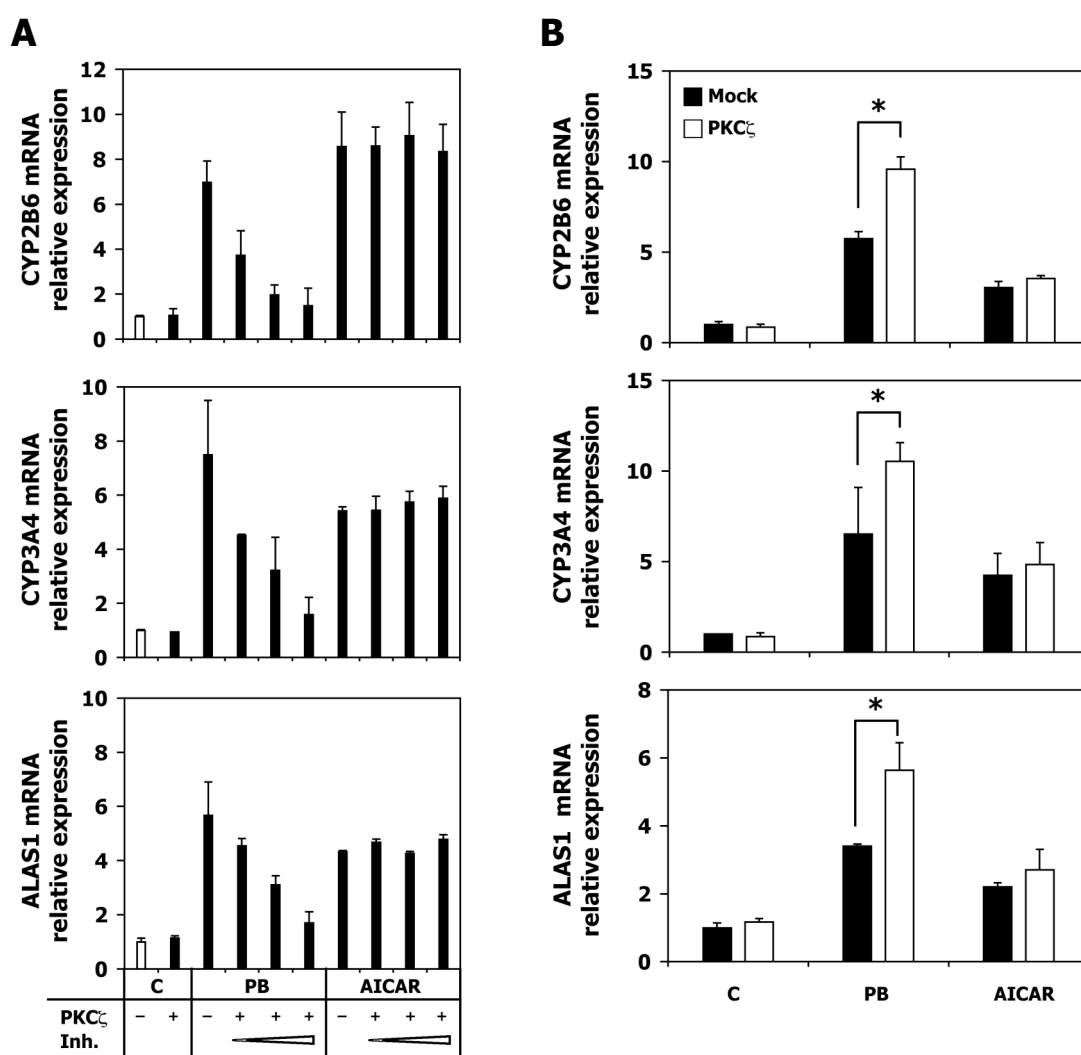 A
CYP2B6 mRNA
relative expression
12
10
8
6
4
2
0
CYP3A4 mRNA
relative expression
10
8
6
4
2
0
ALAS1 mRNA
relative expression
10
8
6
4
2
0
C PB AICAR
PKCζ − + − + + + − + + +
Inh.
B
CYP2B6 mRNA
relative expression
15
10
5
0
Mock
PKCζ
*
CYP3A4 mRNA
relative expression
15
10
5
0
*
ALAS1 mRNA
relative expression
8
6
4
2
0
*
C PB AICAR